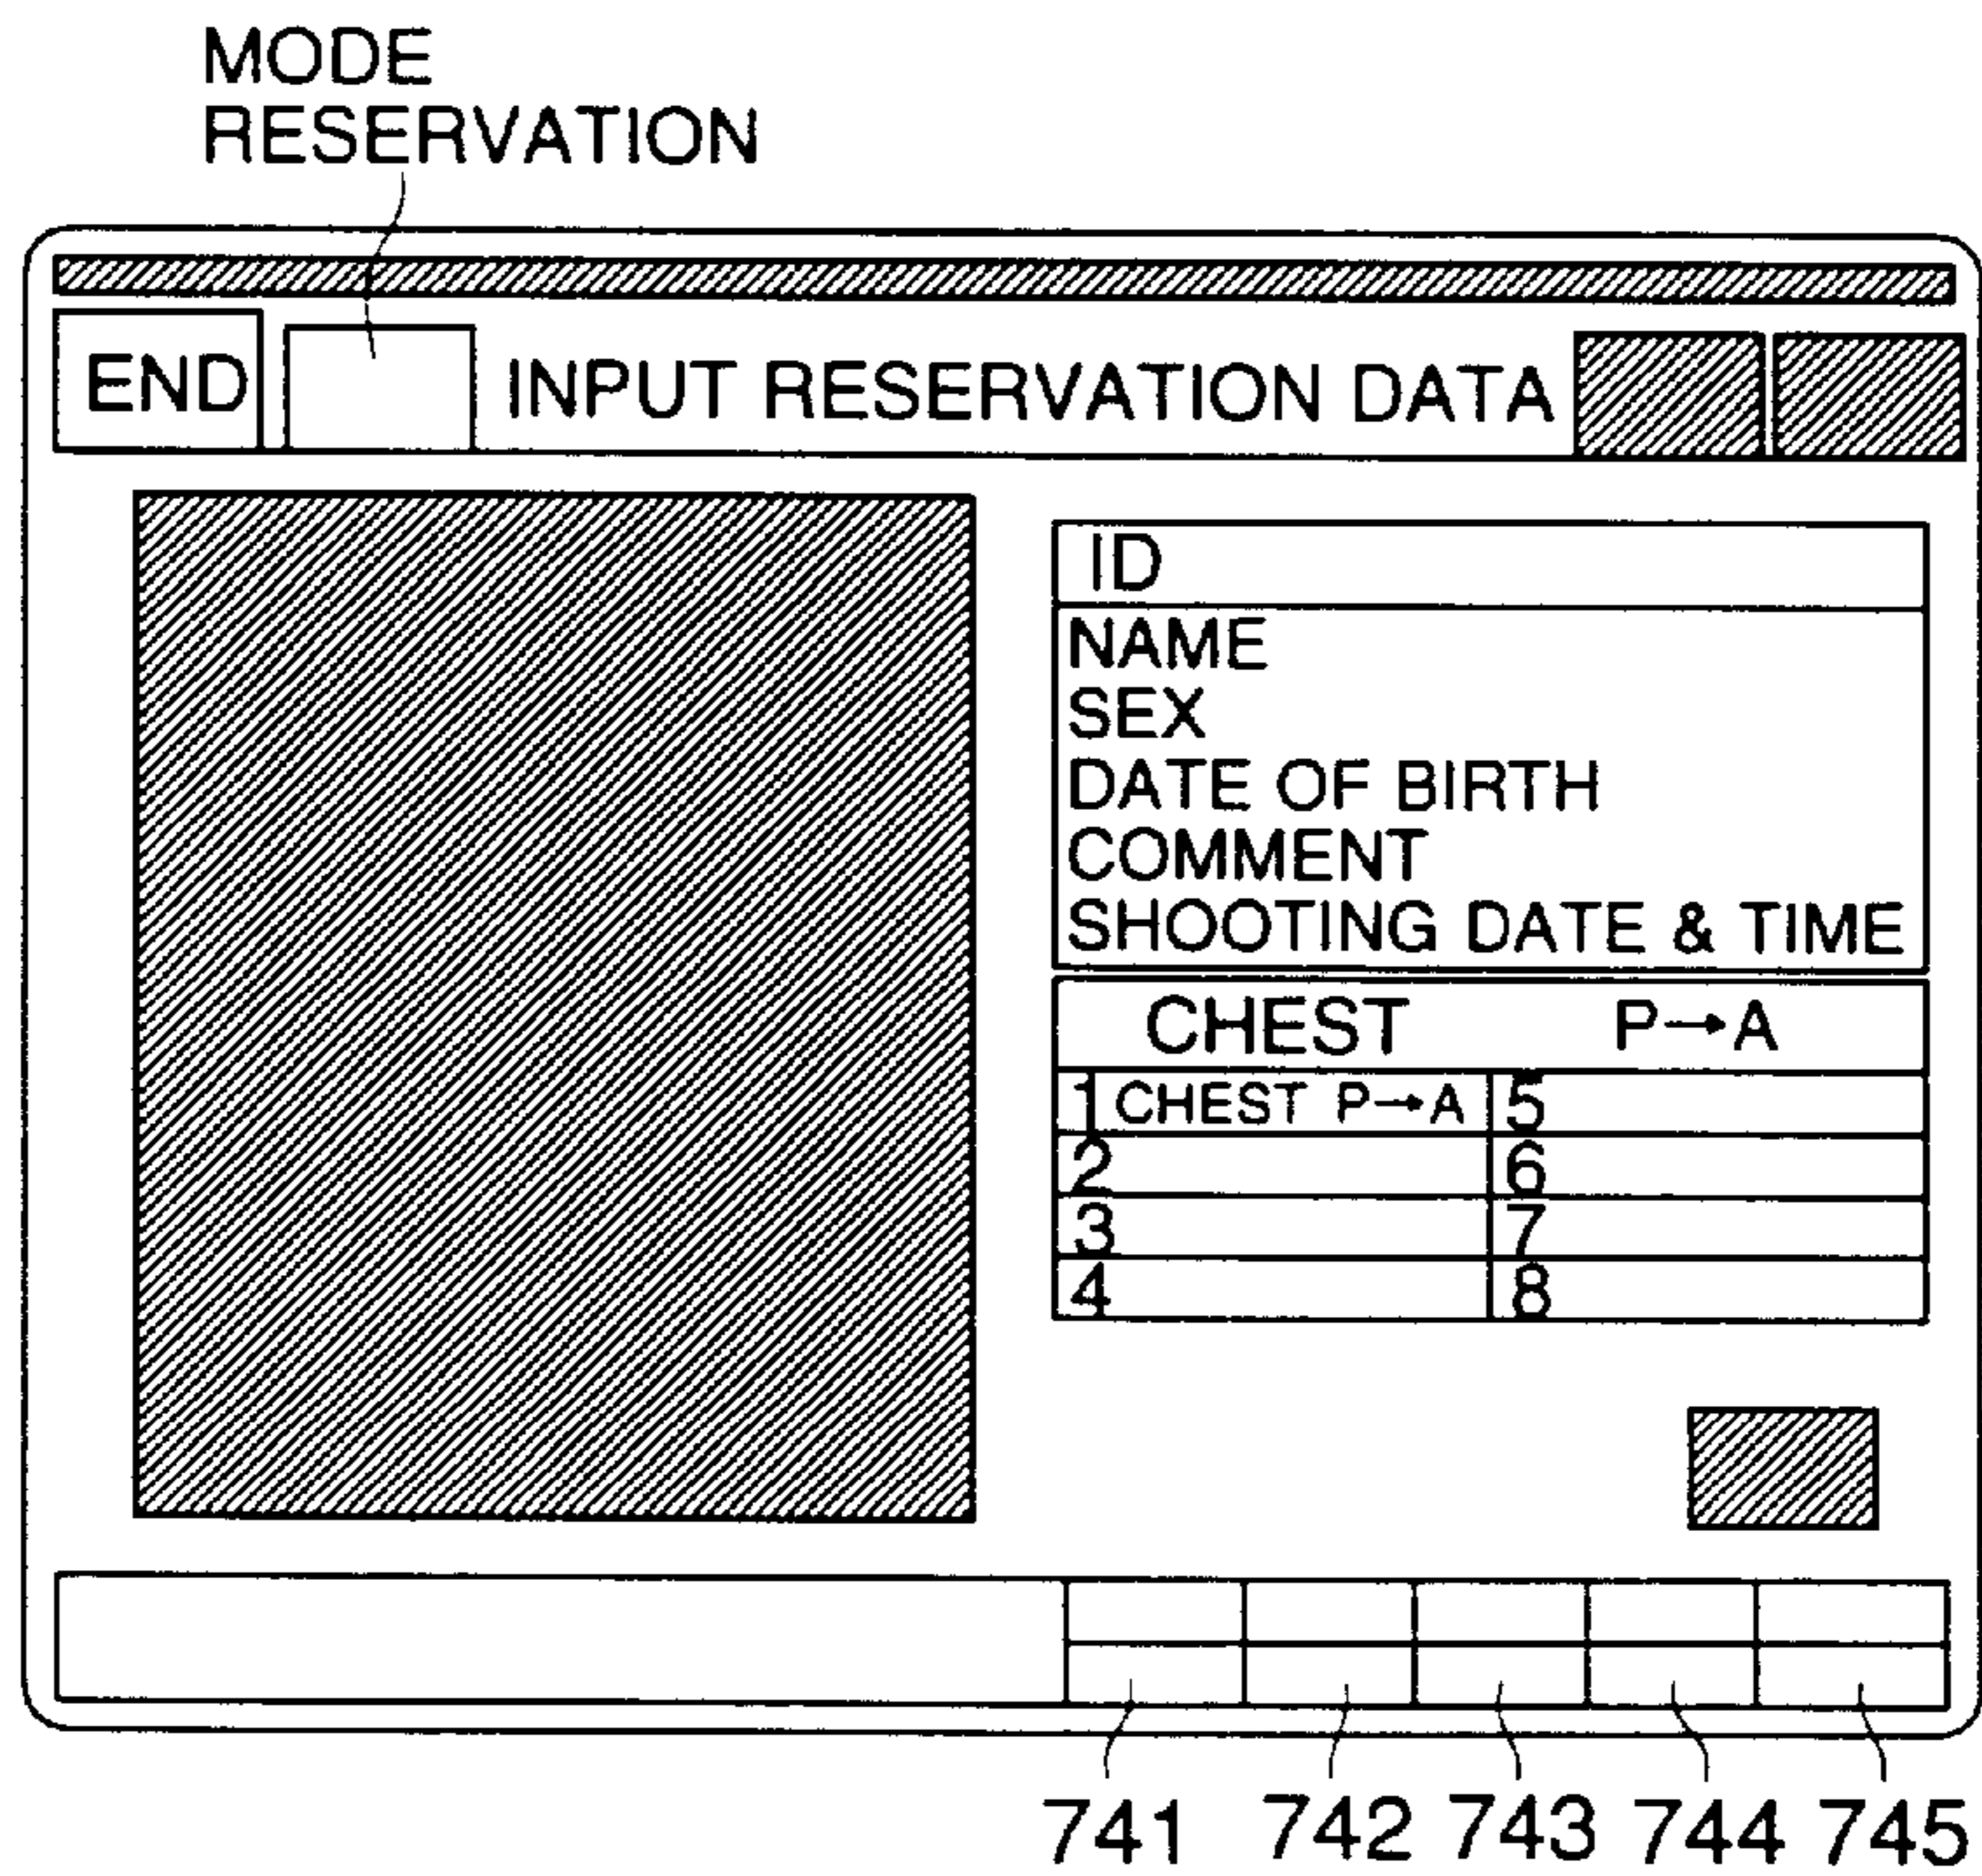 MODE
RESERVATION
END
INPUT RESERVATION DATA
ID
NAME
SEX
DATE OF BIRTH
COMMENT
SHOOTING DATE & TIME
CHEST P→A
1 CHEST P→A 5
2 6
3 7
4 8
741 742 743 744 745